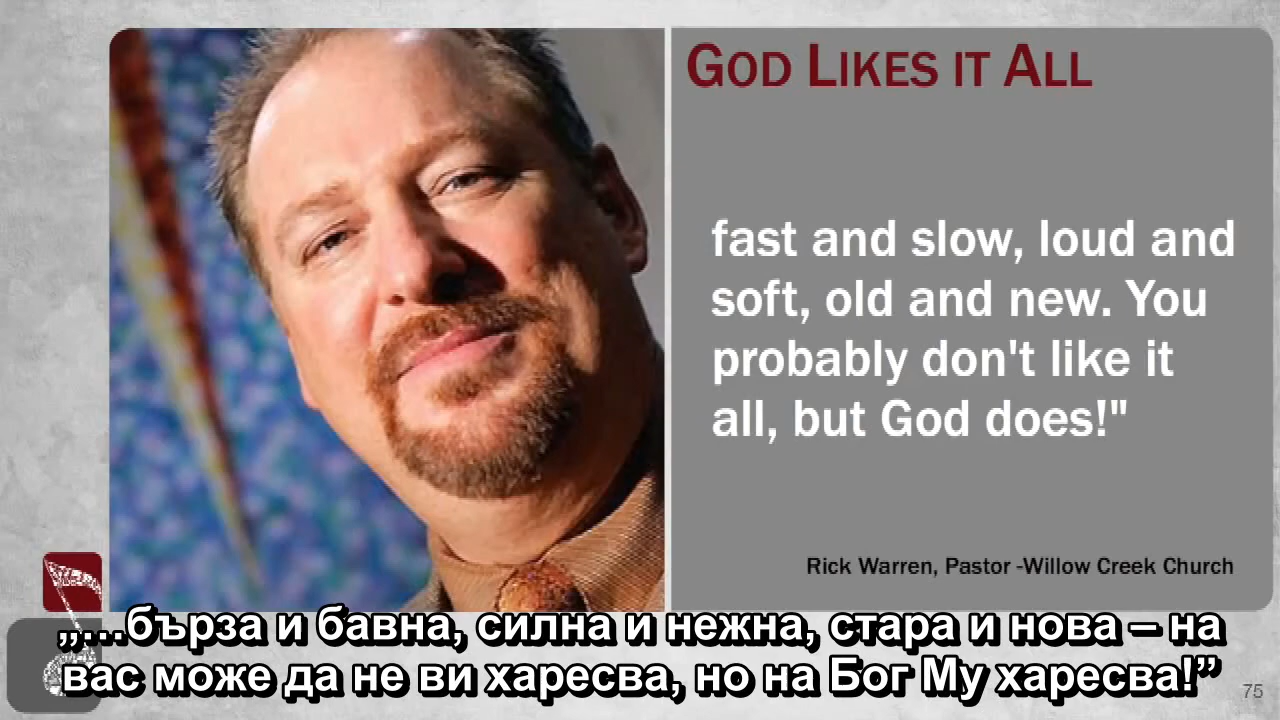 GOD LIKES IT ALL
fast and slow, loud and
soft, old and new. You
probably don't like it
all, but God does!"
Rick Warren, Pastor -Willow Creek Church
„…бърза и бавна, силна и нежна, стара и нова – на
вас може да не ви харесва, но на Бог Му харесва!”
75